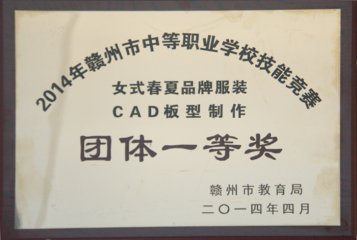 2014年赣州市中等职业学校技能竞赛
女式春夏品牌服装
CAD板型制作
团体一等奖
赣州市教育局
二〇一四年四月